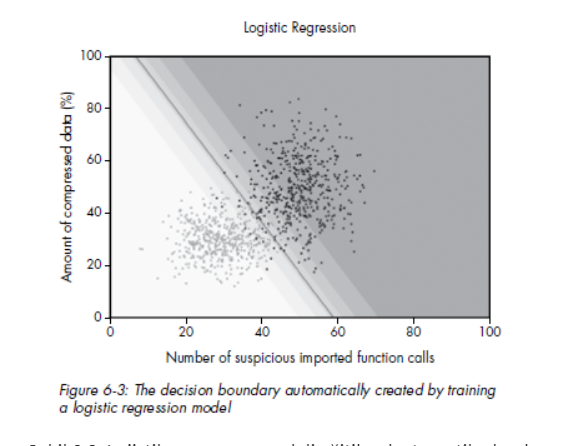 Logistic Regression
100
80
60
40
20
0
Amount of compressed data (%)
0 20 40 60 80 100
Number of suspicious imported function calls
Figure 6-3: The decision boundary automatically created by training
a logistic regression model